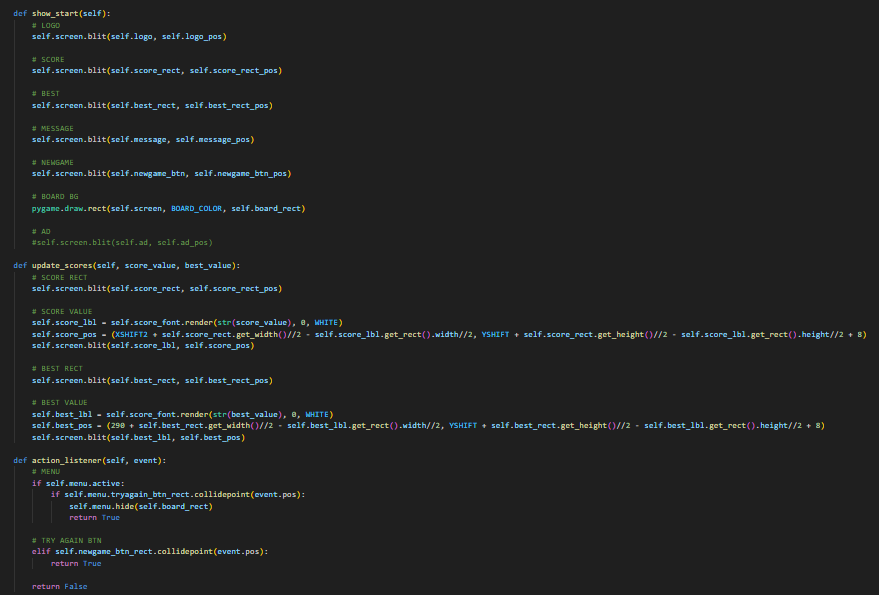 def show_start(self):
# LOGO
self.screen.blit(self.logo, self.logo_pos)
# SCORE
self.screen.blit(self.score_rect, self.score_rect_pos)
# BEST
self.screen.blit(self.best_rect, self.best_rect_pos)
# MESSAGE
self.screen.blit(self.message, self.message_pos)
# NEWGAME
self.screen.blit(self.newgame_btn, self.newgame_btn_pos)
# BOARD BG
pygame.draw.rect(self.screen, BOARD_COLOR, self.board_rect)
# AD
#self.screen.blit(self.ad, self.ad_pos)
def update_scores(self, score_value, best_value):
# SCORE RECT
self.screen.blit(self.score_rect, self.score_rect_pos)
# SCORE VALUE
self.score_lbl = self.score_font.render(str(score_value), 0, WHITE)
self.score_pos = (XSHIFT2 + self.score_rect.get_width()//2 - self.score_lbl.get_rect().width//2, YSHIFT + self.score_rect.get_height()//2 - self.score_lbl.get_rect().height//2 + 8)
self.screen.blit(self.score_lbl, self.score_pos)
# BEST RECT
self.screen.blit(self.best_rect, self.best_rect_pos)
# BEST VALUE
self.best_lbl = self.score_font.render(str(best_value), 0, WHITE)
self.best_pos = (290 + self.best_rect.get_width()//2 - self.best_lbl.get_rect().width//2, YSHIFT + self.best_rect.get_height()//2 - self.best_lbl.get_rect().height//2 + 8)
self.screen.blit(self.best_lbl, self.best_pos)
def action_listener(self, event):
# MENU
if self.menu.active:
if self.menu.tryagain_btn_rect.collidepoint(event.pos):
self.menu.hide(self.board_rect)
return True
# TRY AGAIN BTN
elif self.newgame_btn_rect.collidepoint(event.pos):
return True
return False